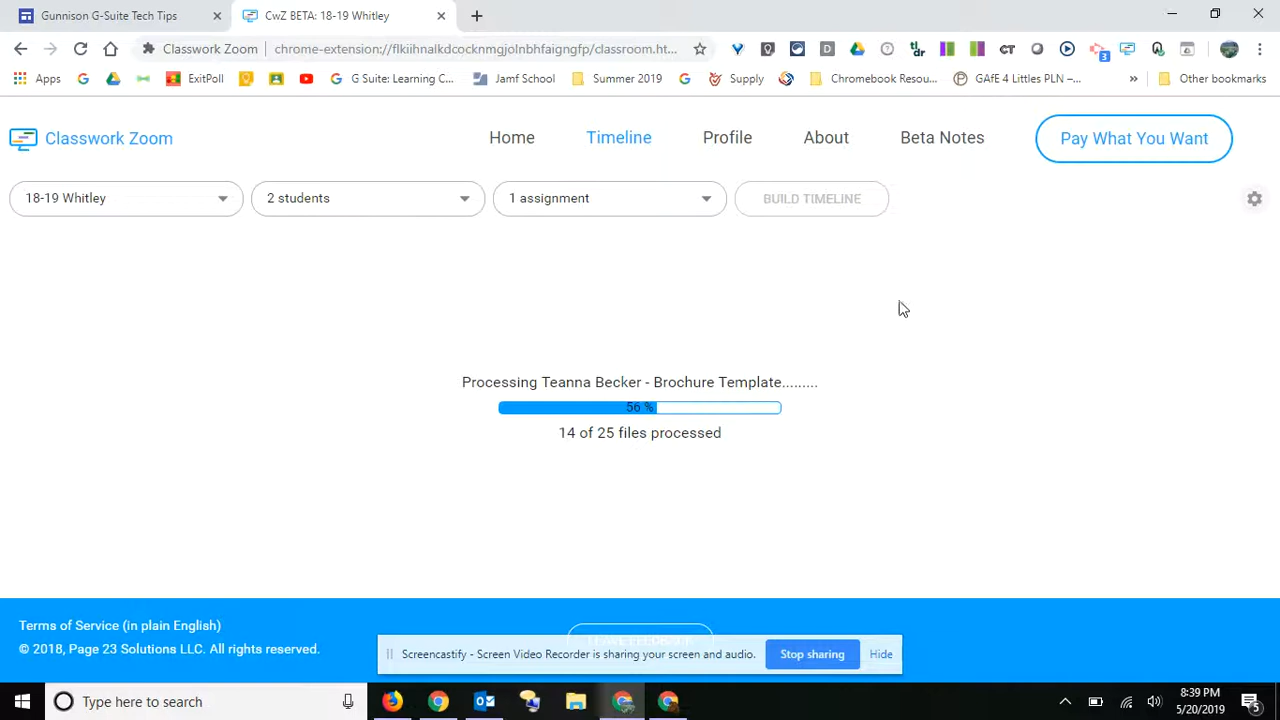 Gunnison G-Suite Tech Tips
CwZ BETA: 18-19 Whitley
Classwork Zoom
chrome-extension://flkiihnalkdcocknmgjolnbhfaigngfp/classroom.ht...
Apps
ExitPoll
G Suite: Learning C...
Jamf School
Summer 2019
Supply
Chromebook Resou...
GAfE 4 Littles PLN –...
Other bookmarks
Classwork Zoom
Home
Timeline
Profile
About
Beta Notes
Pay What You Want
18-19 Whitley
2 students
1 assignment
BUILD TIMELINE
Processing Teanna Becker - Brochure Template.........
56 %
14 of 25 files processed
Terms of Service (in plain English)
© 2018, Page 23 Solutions LLC. All rights reserved.
Screencastify - Screen Video Recorder is sharing your screen and audio.
Stop sharing
Hide
Type here to search
8:39 PM
5/20/2019
5